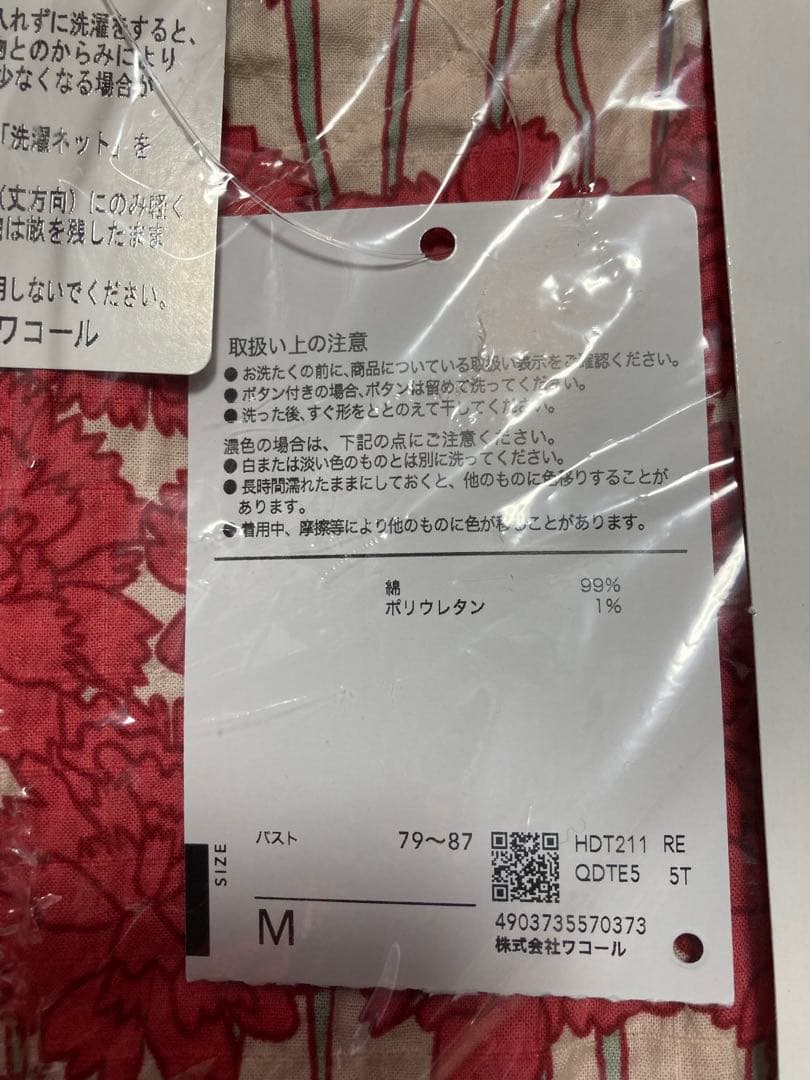 入れずに洗濯をすると、
物とのからみにより
少なくなる場合が
「洗濯ネット」を
(丈方向)にのみ軽く
は畝を残したまま
用しないでください。
ワコール
取扱い上の注意
●お洗たくの前に、商品についている取扱い表示をご確認ください。
●ボタン付きの場合、ボタンは留めて洗ってください。
●洗った後、すぐ形をととのえて干してください。
濃色の場合は、下記の点にご注意ください。
●白または淡い色のものとは別に洗ってください。
●長時間濡れたままにしておくと、他のものに色移りすることが
あります。
●着用中、摩擦等により他のものに色が移ることがあります。
綿 99%
ポリウレタン 1%
SIZE
バスト 79〜87
M
HDT211 RE
QDTE5 5T
4903735570373
株式会社ワコール